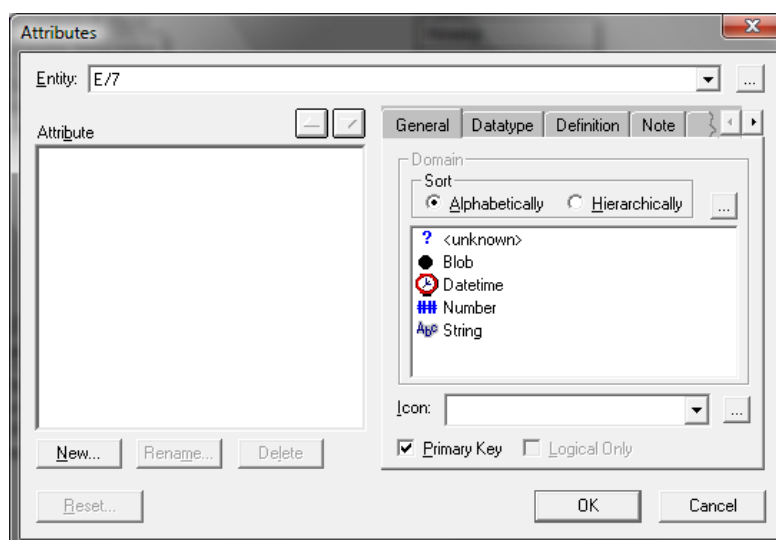 Attributes
Entity: E/7
...
Attribute
General Datatype Definition Note
Domain
Sort
Alphabetically Hierarchically ...
? <unknown>
Blob
Datetime
## Number
Abc String
Icon: ...
New... Rename... Delete
Primary Key Logical Only
Reset... OK Cancel